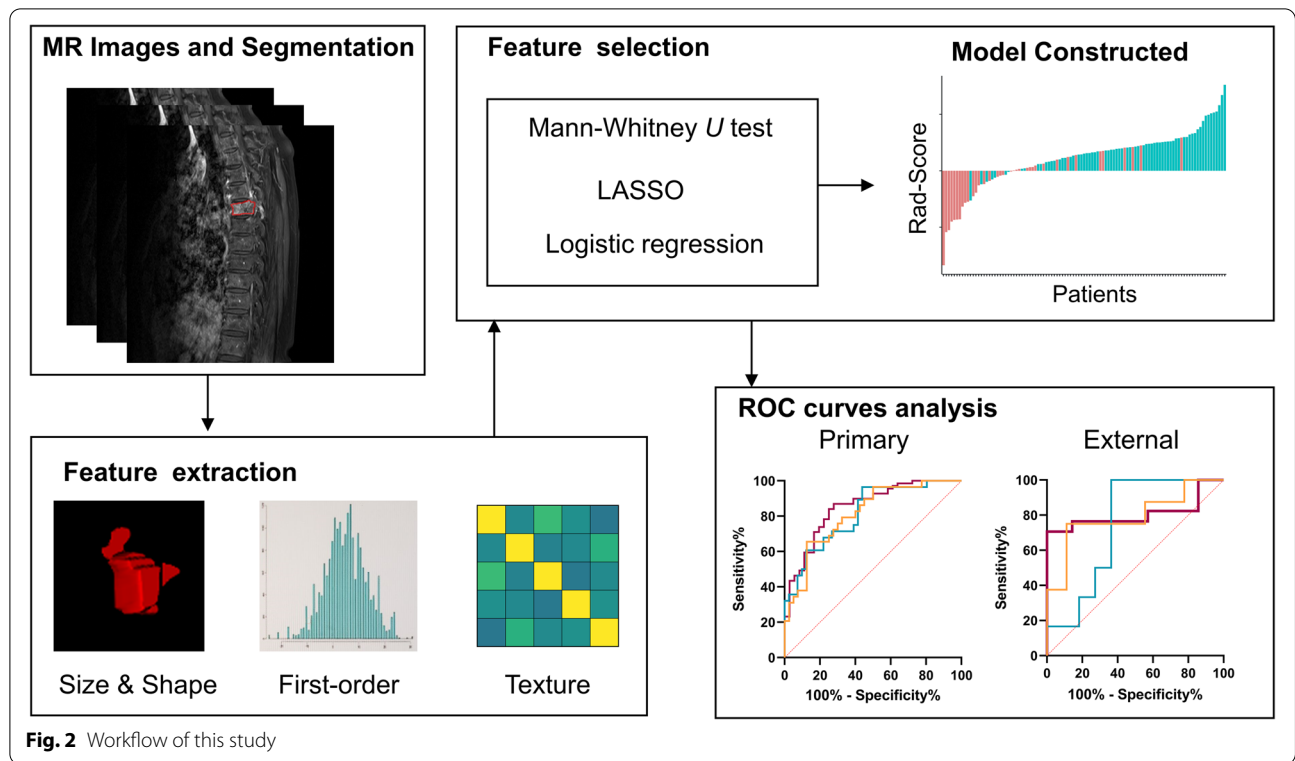 MR Images and Segmentation
Feature selection
Mann-Whitney U test
LASSO
Logistic regression
Model Constructed
Rad-Score
Patients
Feature extraction
Size & Shape
First-order
Texture
ROC curves analysis
Primary
Sensitivity%
100
80
60
40
20
0
0 20 40 60 80 100
100% - Specificity%
External
Sensitivity%
100
80
60
40
20
0
0 20 40 60 80 100
100% - Specificity%
Fig. 2 Workflow of this study